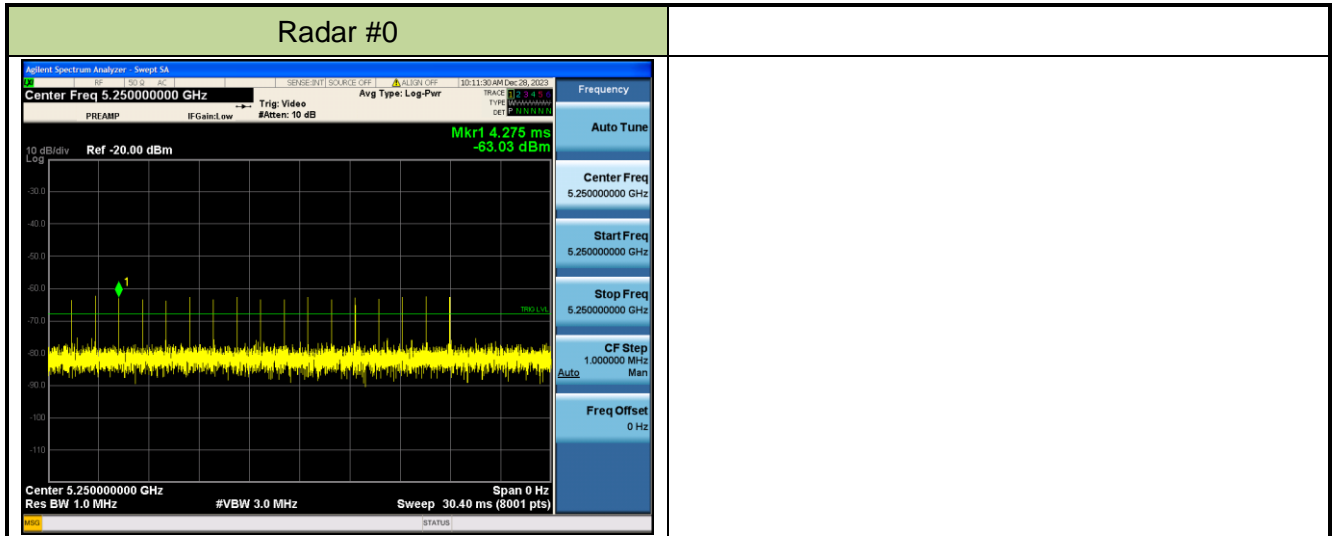 Radar #0
Agilent Spectrum Analyzer - Swept SA
RF 50 Ω AC SENSE:INT SOURCE OFF ALIGN OFF 10:11:30 AM Dec 28, 2023
Center Freq 5.250000000 GHz
PREAMP IFGain:Low
Trig: Video
#Atten: 10 dB
Avg Type: Log-Pwr
TRACE 1 2 3 4 5 6
TYPE
DET P N N N N N
Mkr1 4.275 ms
-63.03 dBm
10 dB/div Ref -20.00 dBm
Log
-30.0
-40.0
-50.0
-60.0
1
TRIG LVL
-70.0
-80.0
-90.0
-100
-110
Center 5.250000000 GHz Span 0 Hz
Res BW 1.0 MHz #VBW 3.0 MHz Sweep 30.40 ms (8001 pts)
MSG STATUS
Frequency
Auto Tune
Center Freq
5.250000000 GHz
Start Freq
5.250000000 GHz
Stop Freq
5.250000000 GHz
CF Step
1.000000 MHz
Auto Man
Freq Offset
0 Hz